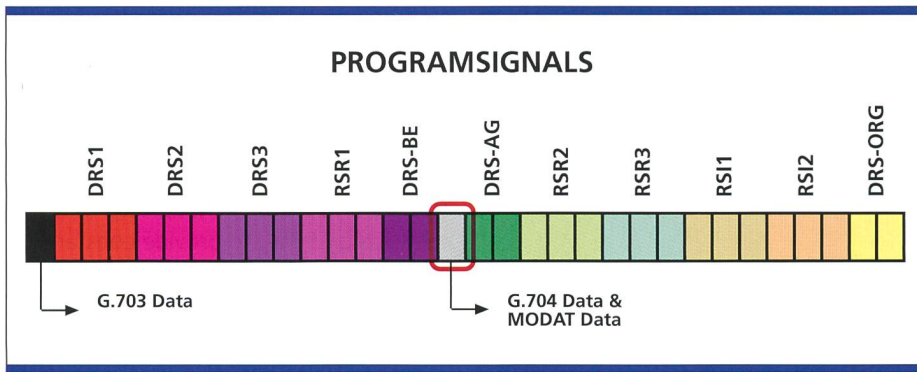 PROGRAMSIGNALS
DRS1
DRS2
DRS3
RSR1
DRS-BE
DRS-AG
RSR2
RSR3
RSI1
RSI2
DRS-ORG
G.703 Data
G.704 Data &
MODAT Data